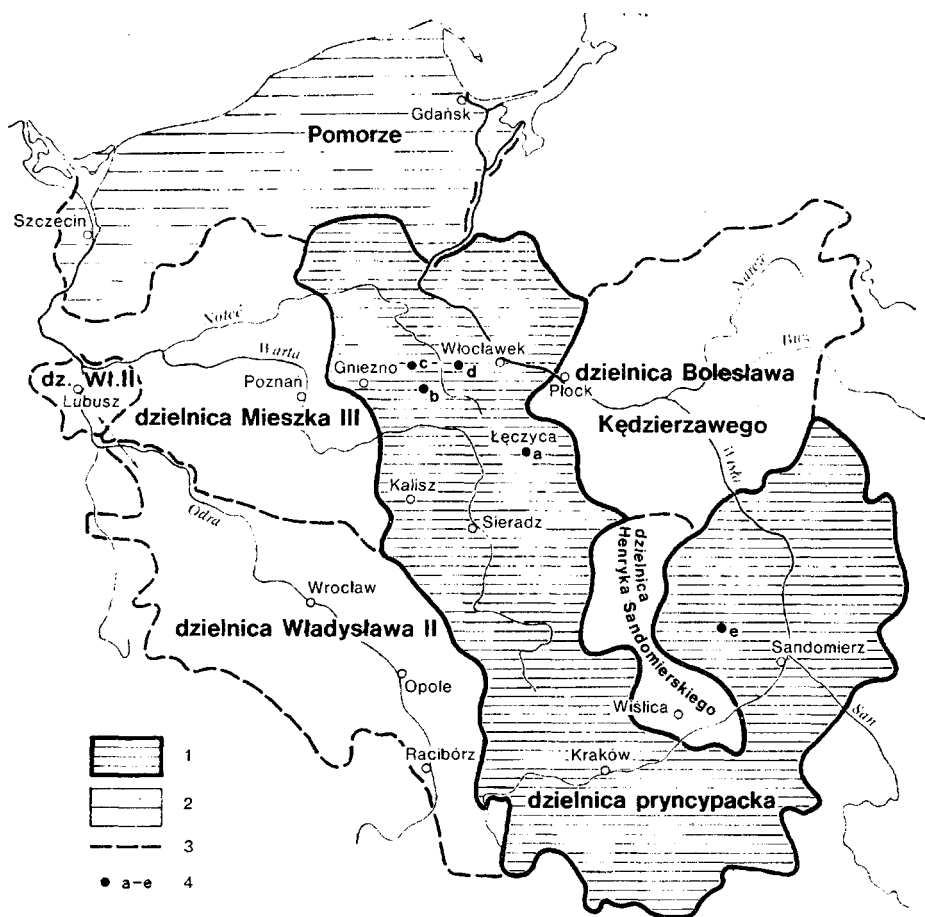 Gdańsk
Pomorze
Szczecin
Narew
Noteć
Bug
Włocławek
Warta
Gniezno
c
d
dz. Wł.II
dzielnica Bolesława
Płock
Poznań
Lubusz
b
dzielnica Mieszka III
Kędzierzawego
Łęczyca
a
Wisła
Kalisz
Odra
Sieradz
dzielnica
Henryka Sandomierskiego
Wrocław
dzielnica Władysława II
e
Sandomierz
Opole
San
Wiślica
Racibórz
Kraków
1
dzielnica pryncypacka
2
3
a-e 4